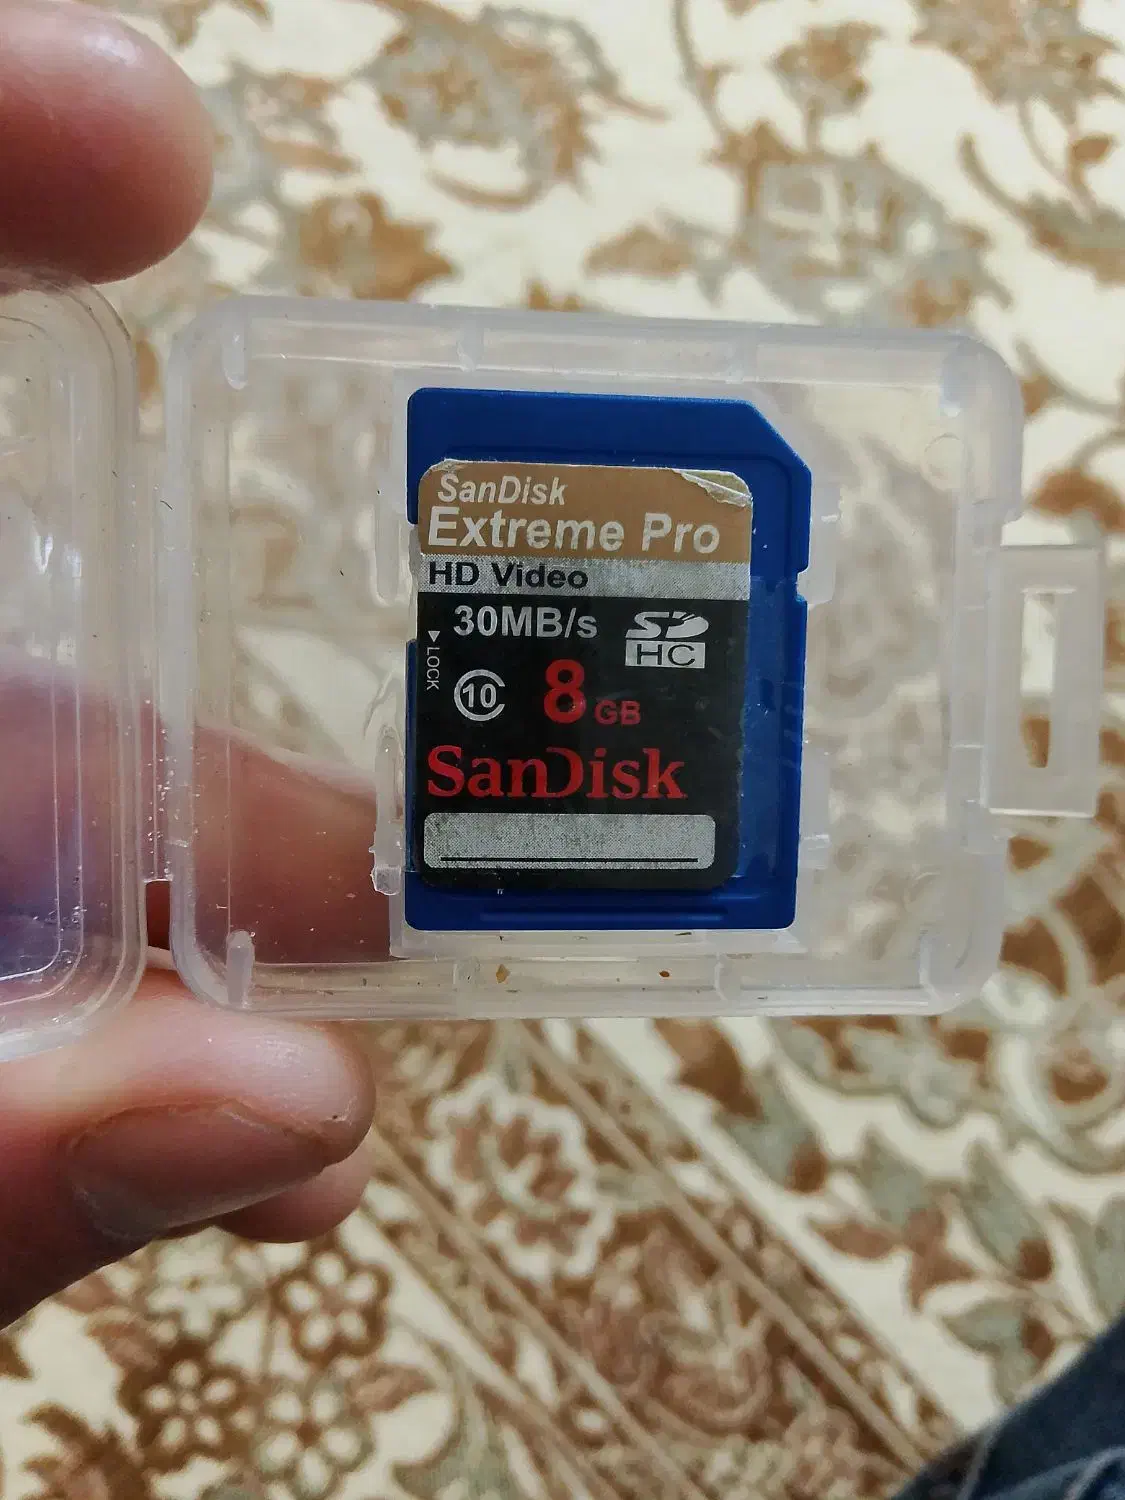 SanDisk
Extreme Pro
HD Video
30MB/s SD
HC
LOCK
10 8 GB
SanDisk